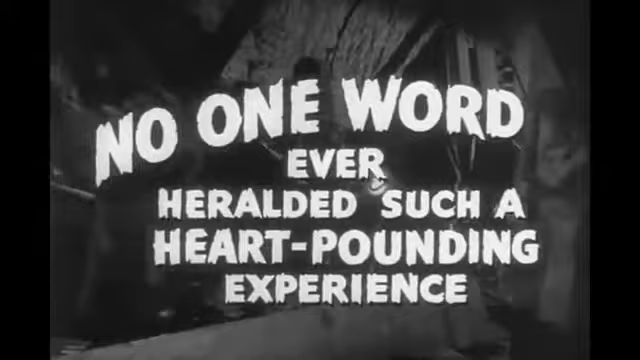 NO ONE WORD
EVER
HERALDED SUCH A
HEART-POUNDING
EXPERIENCE